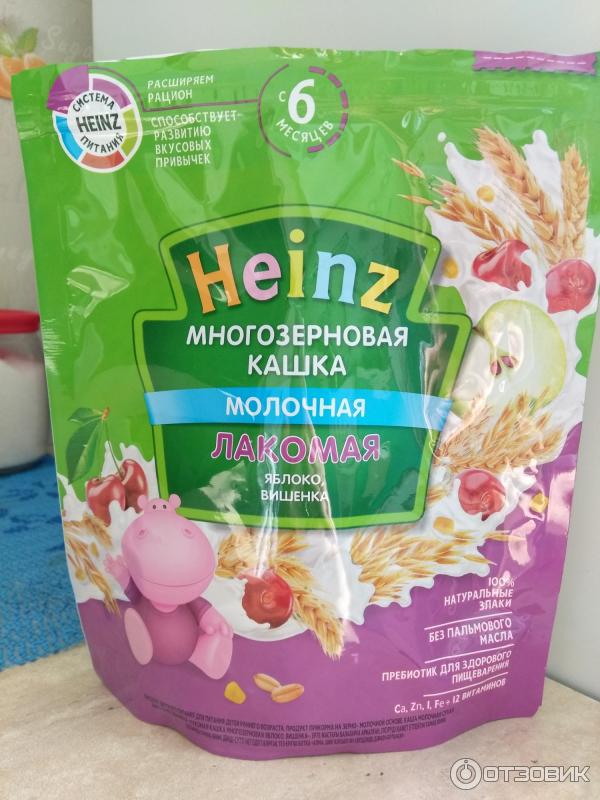 СИСТЕМА
HEINZ
ПИТАНИЯ
РАСШИРЯЕМ
РАЦИОН
СПОСОБСТВУЕТ
РАЗВИТИЮ
ВКУСОВЫХ
ПРИВЫЧЕК
С 6
МЕСЯЦЕВ
Heinz
МНОГОЗЕРНОВАЯ
КАШКА
МОЛОЧНАЯ
ЛАКОМАЯ
ЯБЛОКО,
ВИШЕНКА
100%
НАТУРАЛЬНЫЕ
ЗЛАКИ
БЕЗ ПАЛЬМОВОГО
МАСЛА
ПРЕБИОТИК ДЛЯ ЗДОРОВОГО
ПИЩЕВАРЕНИЯ
Ca, Zn, I, Fe + 12 ВИТАМИНОВ
ОТЗОВИК